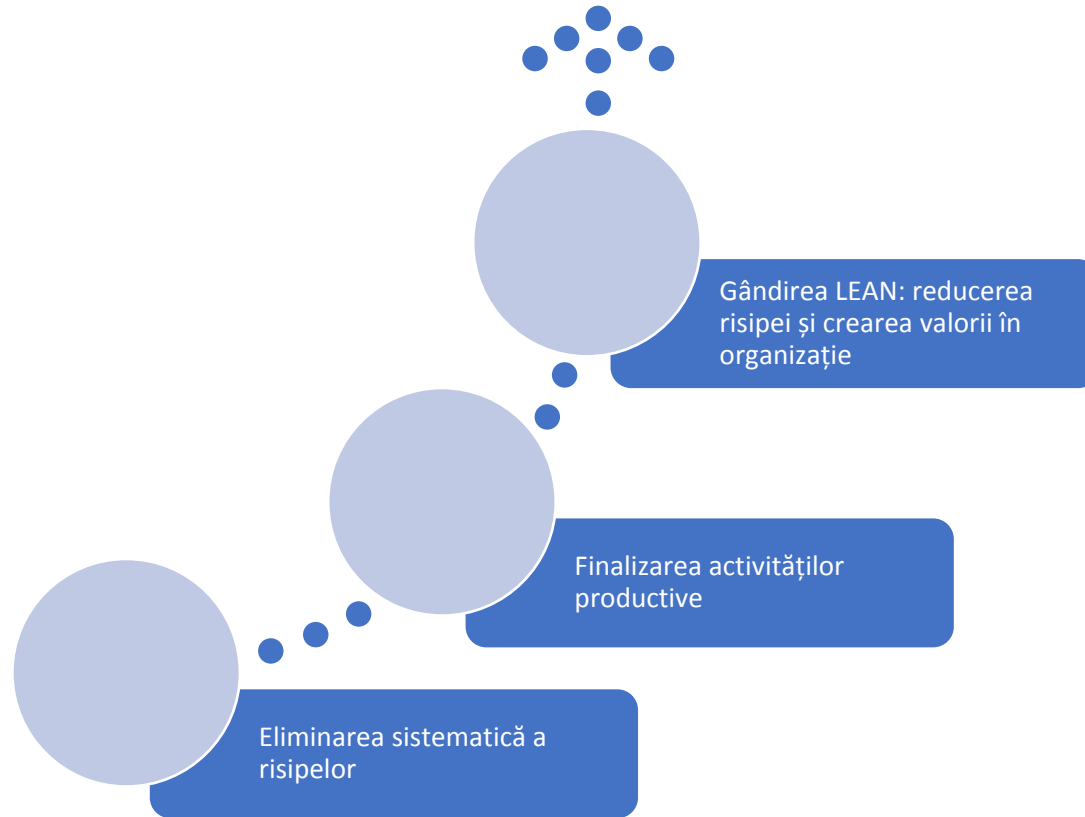 Gândirea LEAN: reducerea
risipei și crearea valorii în
organizație
Finalizarea activităților
productive
Eliminarea sistematică a
risipelor